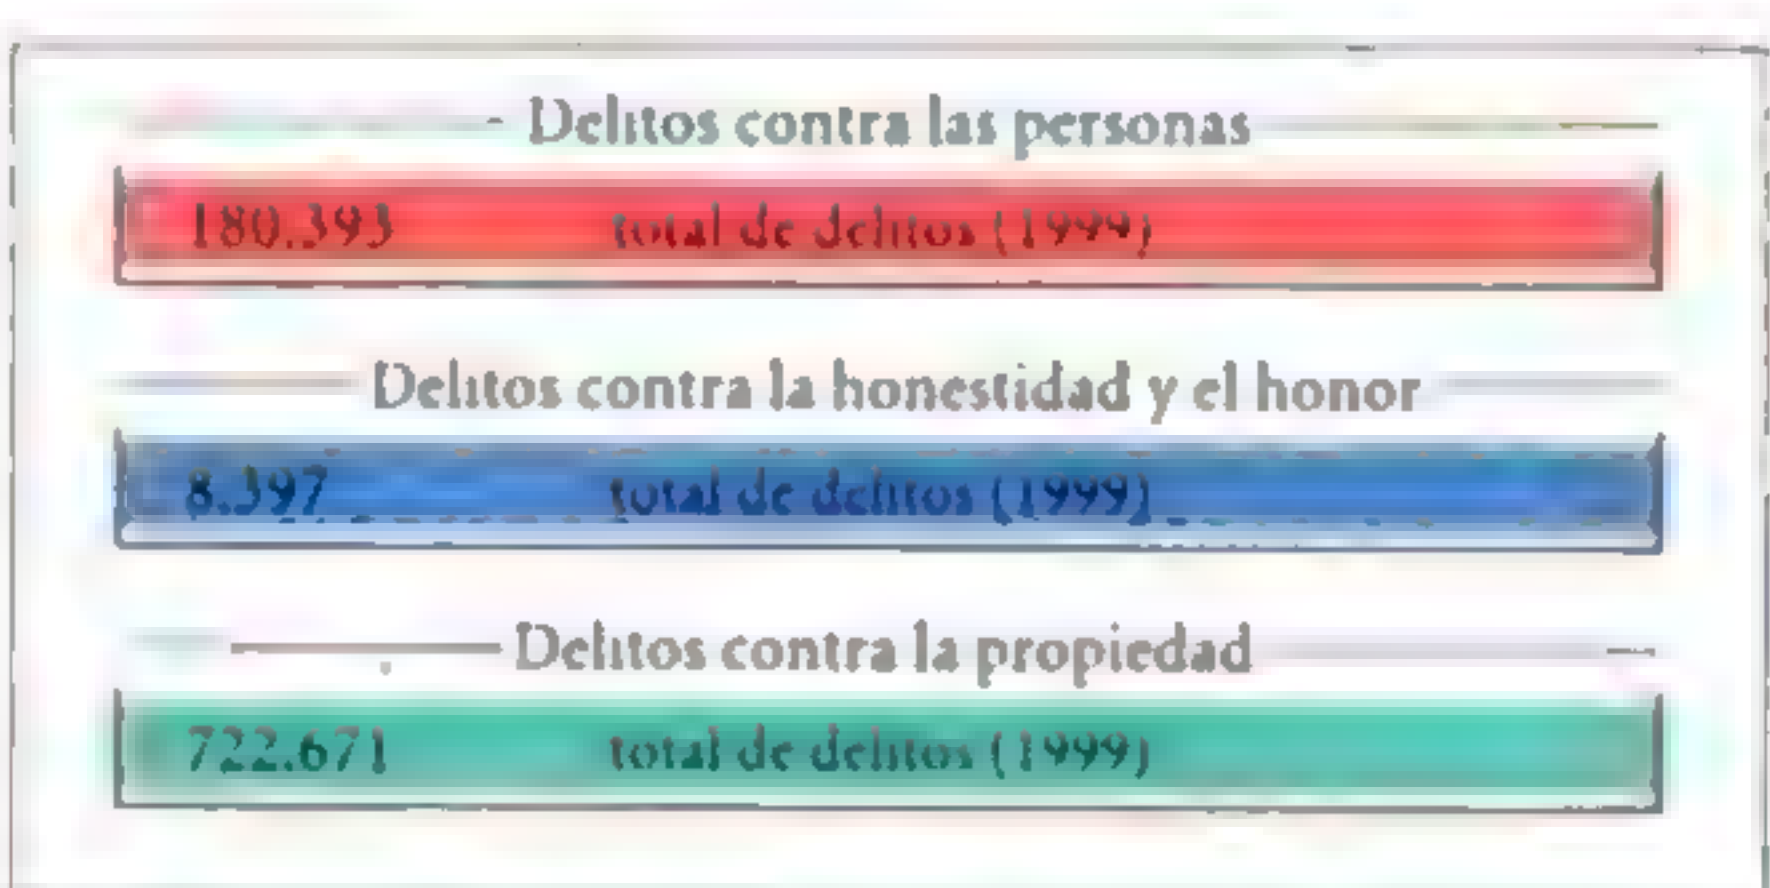 Delitos contra las personas
180.393 total de delitos (1999)
Delitos contra la honestidad y el honor
8.397 total de delitos (1999)
Delitos contra la propiedad
722.671 total de delitos (1999)